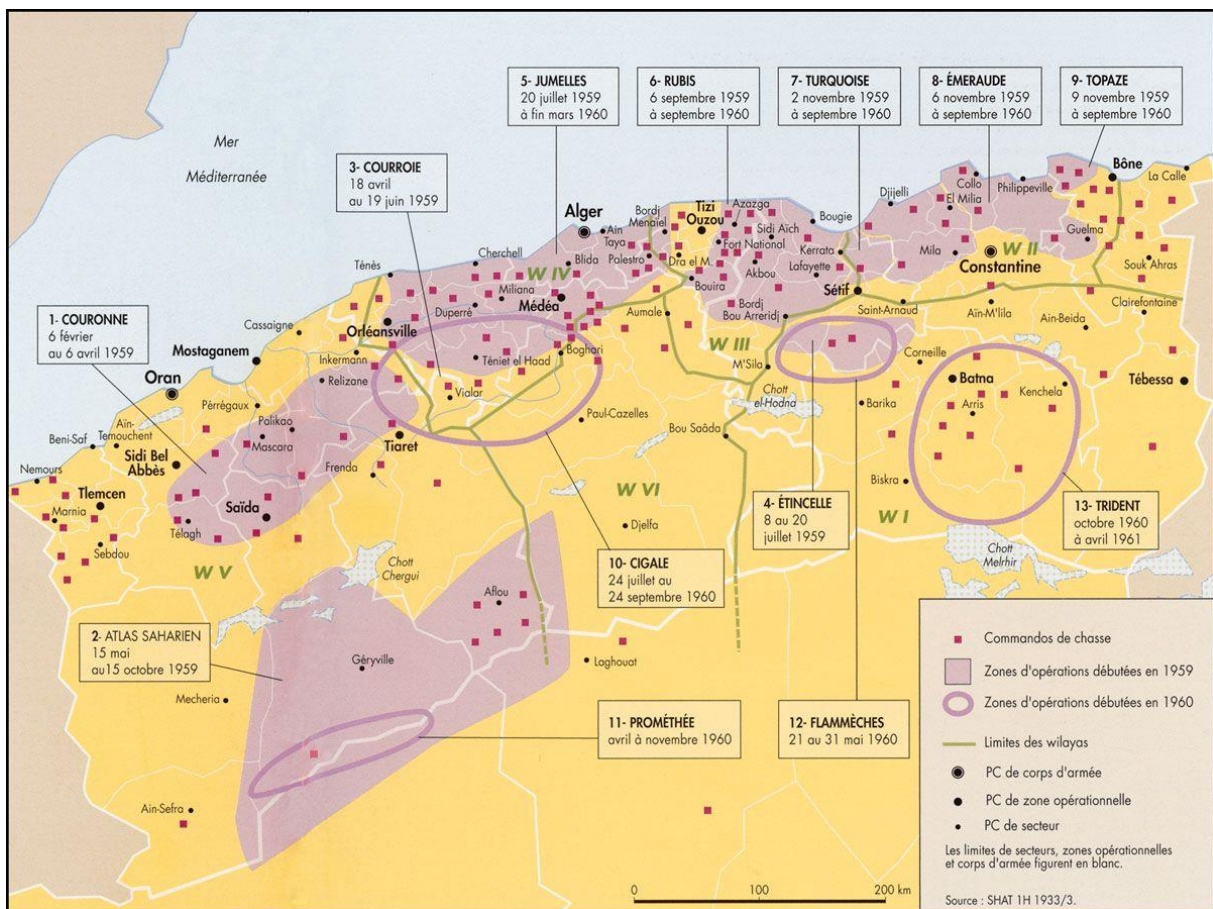 5- JUMELLES
20 juillet 1959
à fin mars 1960
6- RUBIS
6 septembre 1959
à septembre 1960
7- TURQUOISE
2 novembre 1959
à septembre 1960
8- ÉMERAUDE
6 novembre 1959
à septembre 1960
9- TOPAZE
9 novembre 1959
à septembre 1960
Mer
Méditerranée
3- COURROIE
18 avril
au 19 juin 1959
Bône
La Calle
Collo
Philippeville
El Milia
Djijelli
Guelma
Alger
Ain
Taya
Bordj
Menaïel
Tizi
Ouzou
Azazga
Sidi Aïch
Bougie
Fort National
Dra el M.
Palestro
Akbou
Kerrata
Lafayette
Mila
W II
Constantine
Souk Ahras
Cherchell
Blida
W IV
Ténès
Miliana
Médéa
Duperré
Bouira
Sétif
Bordj
Bou Arreridj
Saint-Arnaud
Aïn-M'lila
Clairefontaine
Aïn-Beida
Orléansville
Aumale
Cassaigne
1- COURONNE
6 février
au 6 avril 1959
Mostaganem
Inkermann
Téniet el Haad
Boghari
W III
M'Sila
Corneille
Relizane
Vialar
Oran
Batna
Kenchela
Tébessa
Pérrégaux
Chott
el-Hodna
Barika
Arris
Paul-Cazelles
Aïn-
Temouchent
Palikao
Mascara
Beni-Saf
Bou Saâda
Tiaret
Sidi Bel
Abbès
Frenda
Nemours
Biskra
Tlemcen
Marnia
Saïda
W VI
4- ÉTINCELLE
8 au 20
juillet 1959
W I
13- TRIDENT
octobre 1960
à avril 1961
Télagh
Djelfa
Sebdou
Chott
Chergui
Chott
Melrhir
W V
10- CIGALE
24 juillet au
24 septembre 1960
Aflou
2- ATLAS SAHARIEN
15 mai
au15 octobre 1959
Géryville
Laghouat
Mecheria
11- PROMÉTHÉE
avril à novembre 1960
12- FLAMMÈCHES
21 au 31 mai 1960
Aïn-Sefra
Commandos de chasse
Zones d'opérations débutées en 1959
Zones d'opérations débutées en 1960
Limites des wilayas
PC de corps d'armée
PC de zone opérationnelle
PC de secteur
Les limites de secteurs, zones opérationnelles
et corps d'armée figurent en blanc.
0 100 200 km
Source : SHAT 1H 1933/3.